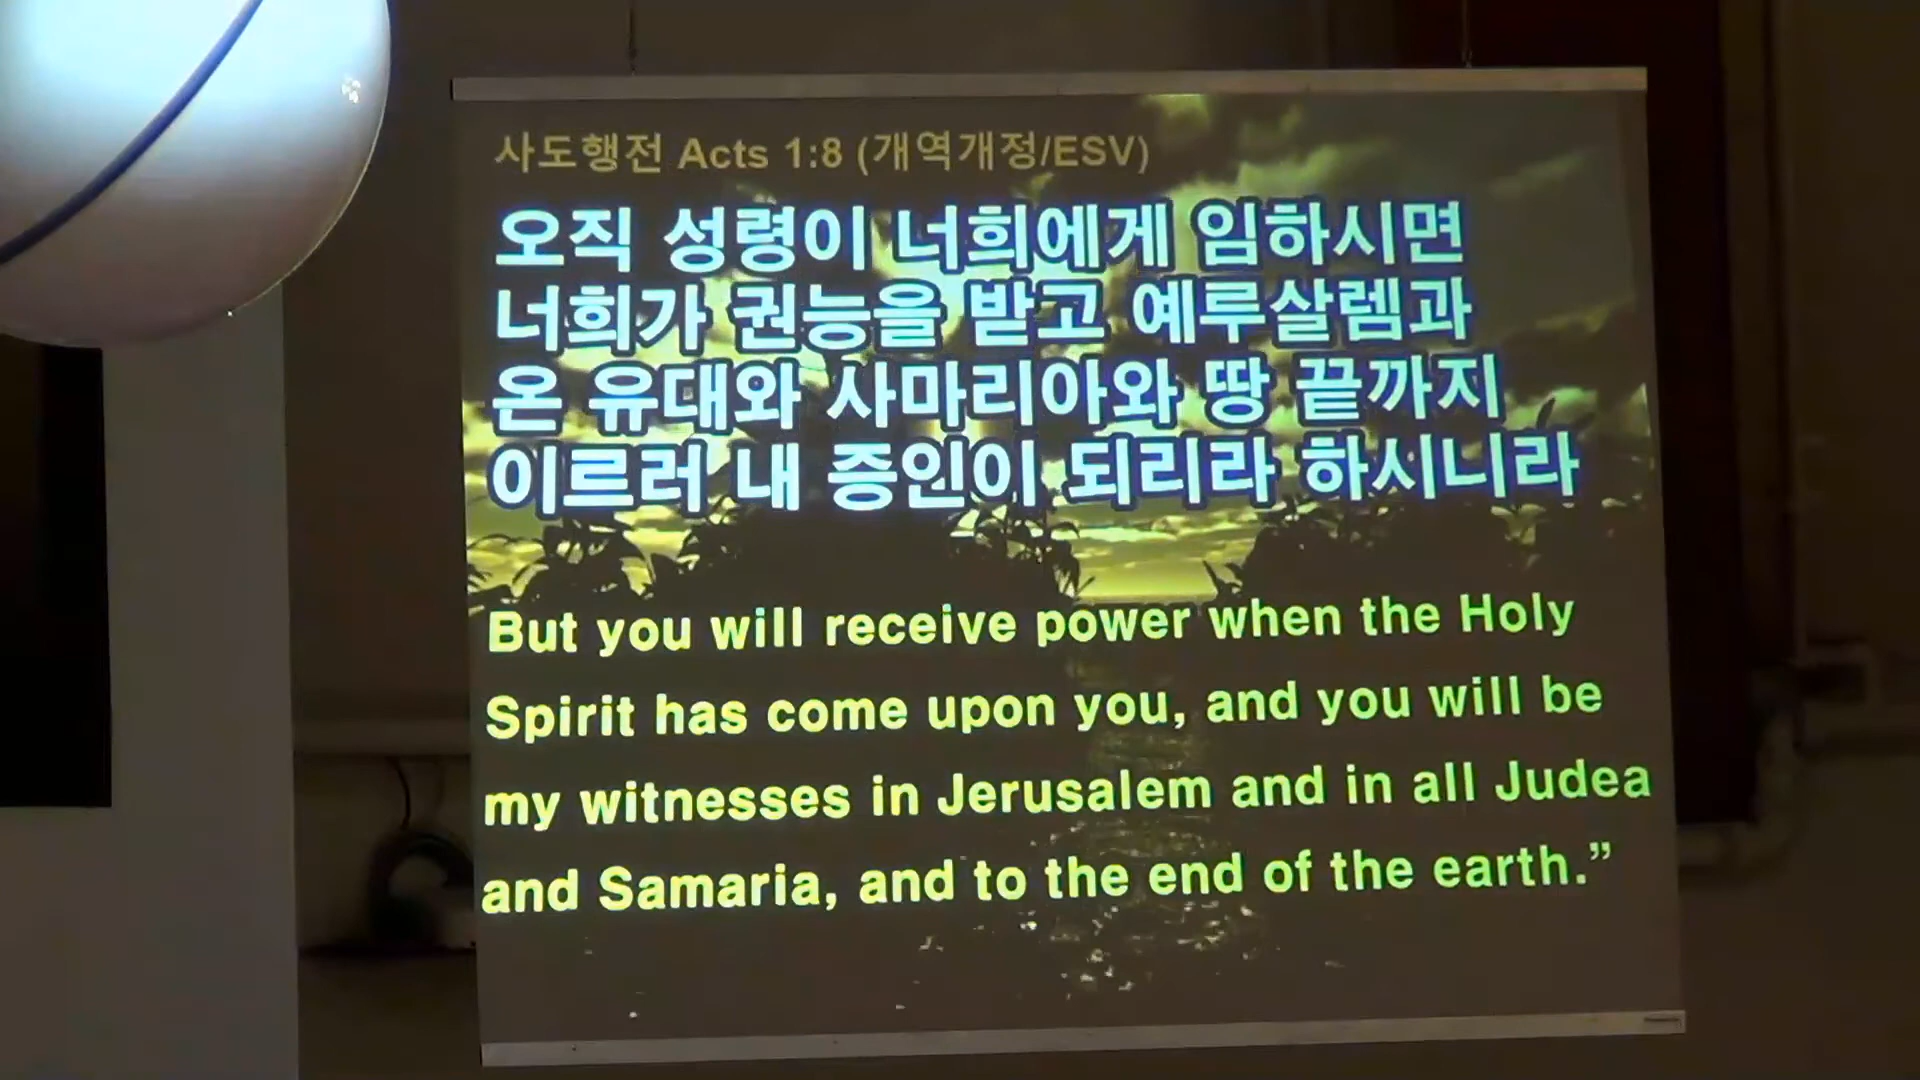 사도행전 Acts 1:8 (개역개정/ESV)
오직 성령이 너희에게 임하시면
너희가 권능을 받고 예루살렘과
온 유대와 사마리아와 땅 끝까지
이르러 내 증인이 되리라 하시니라
But you will receive power when the Holy
Spirit has come upon you, and you will be
my witnesses in Jerusalem and in all Judea
and Samaria, and to the end of the earth.”